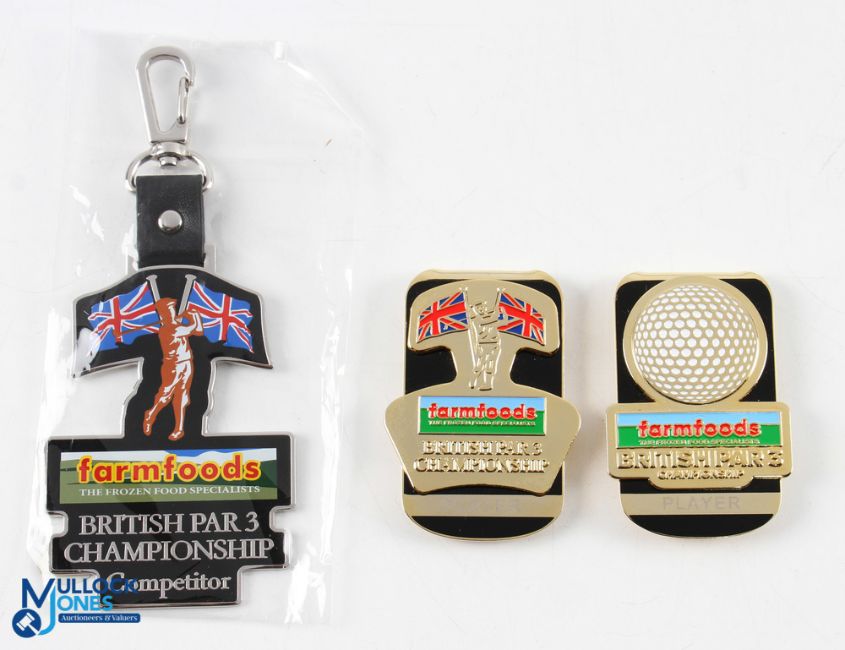 farmfoods
THE FROZEN FOOD SPECIALISTS
BRITISH PAR 3
CHAMPIONSHIP
Competitor
farmfoods
THE FROZEN FOOD SPECIALISTS
BRITISH PAR 3
CHAMPIONSHIP
farmfoods
THE FROZEN FOOD SPECIALISTS
BRITISH PAR 3
CHAMPIONSHIP
PLAYER
MULLOCK
JONES
Auctioneers & Valuers